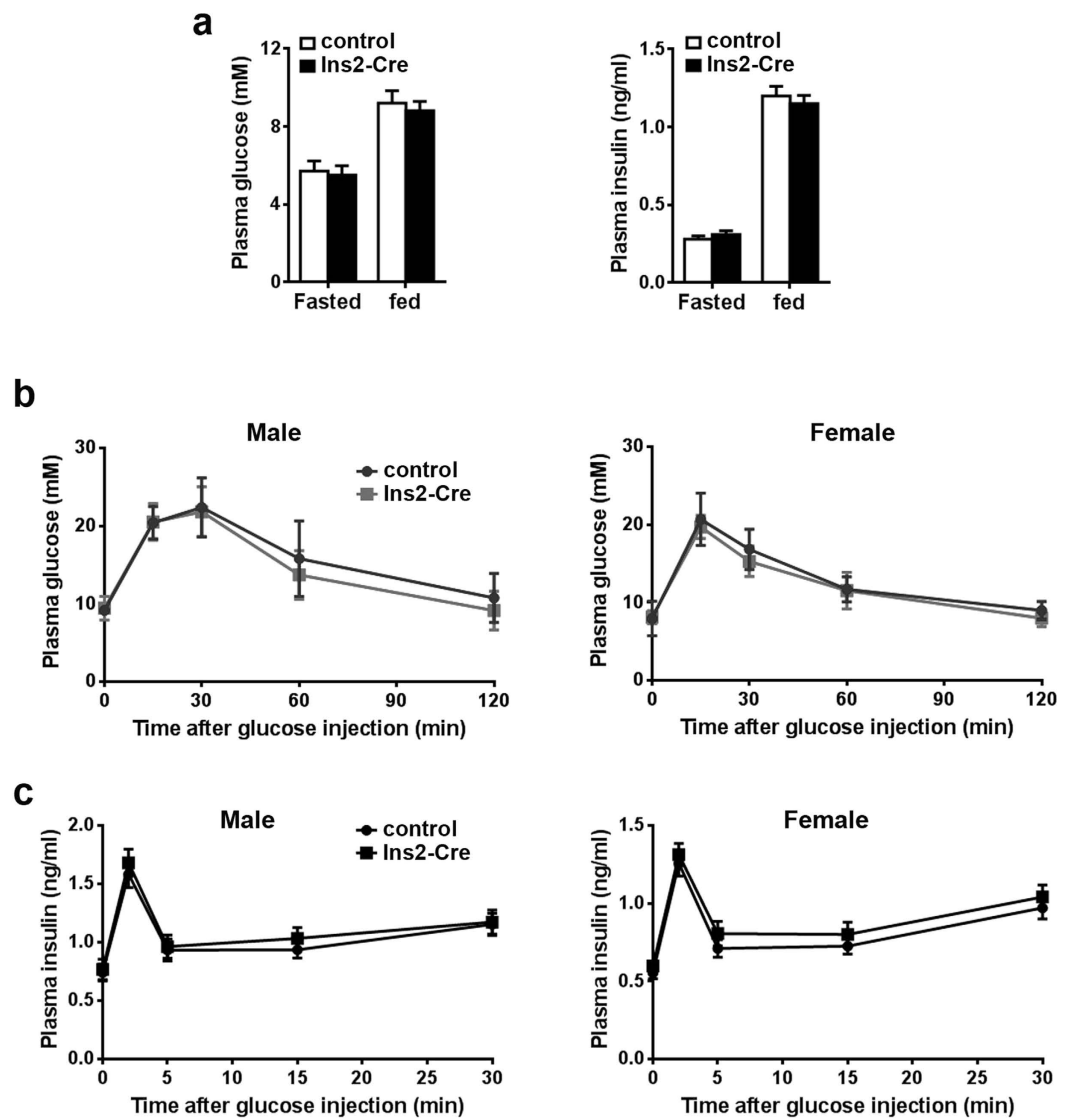 a
control
Ins2-Cre
Plasma glucose (mM)
12
8
4
0
Fasted fed
control
Ins2-Cre
Plasma insulin (ng/ml)
1.5
1.0
0.5
0.0
Fasted fed
b
Male
control
Ins2-Cre
Plasma glucose (mM)
30
20
10
0
0 30 60 90 120
Time after glucose injection (min)
Female
Plasma glucose (mM)
30
20
10
0
0 30 60 90 120
Time after glucose injection (min)
c
Male
control
Ins2-Cre
Plasma insulin (ng/ml)
2.0
1.5
1.0
0.5
0.0
0 5 10 15 20 25 30
Time after glucose injection (min)
Female
Plasma insulin (ng/ml)
1.5
1.0
0.5
0.0
0 5 10 15 20 25 30
Time after glucose injection (min)